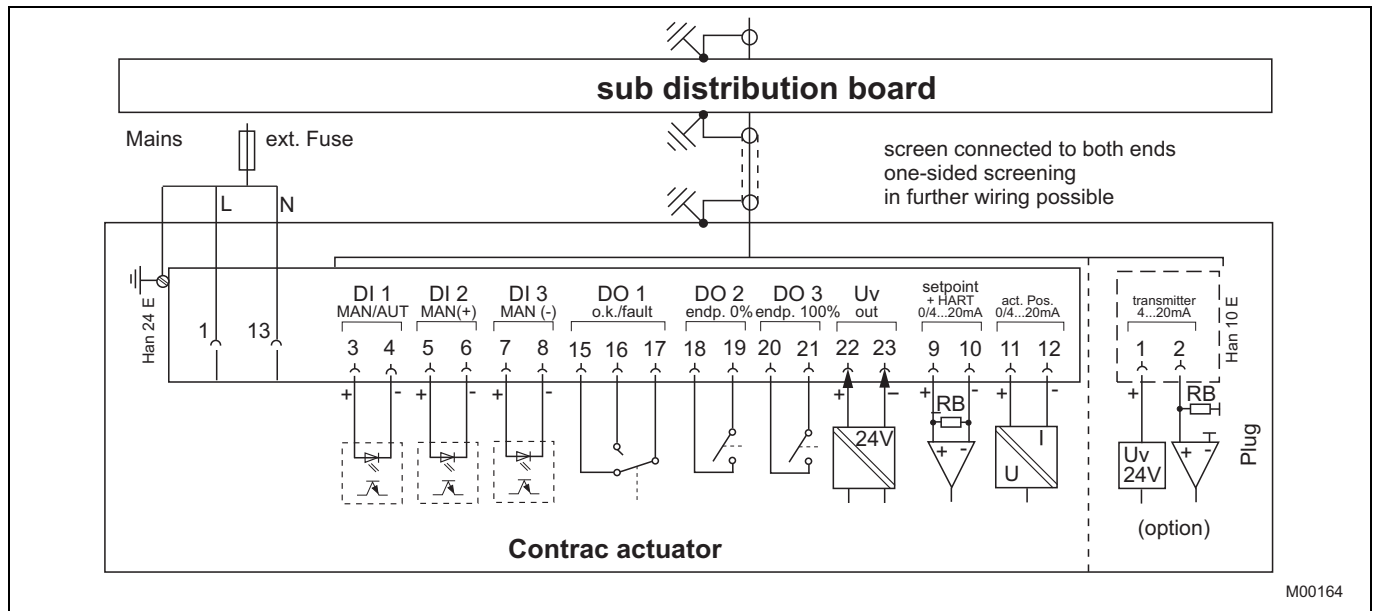 sub distribution board
Mains
ext. Fuse
screen connected to both ends
one-sided screening
in further wiring possible
L
N
Han 24 E
1
13
DI 1
MAN/AUT
DI 2
MAN(+)
DI 3
MAN (-)
DO 1
o.k./fault
DO 2
endp. 0%
DO 3
endp. 100%
Uv
out
setpoint
+ HART
0/4...20mA
act. Pos.
0/4...20mA
transmitter
4...20mA
Han 10 E
3 4 5 6 7 8 15 16 17 18 19 20 21 22 23 9 10 11 12 1 2
+ - + - + - + - + - + - +
RB
RB
24V
+ -
I
U
Uv
24V
+ -
Plug
(option)
Contrac actuator
M00164